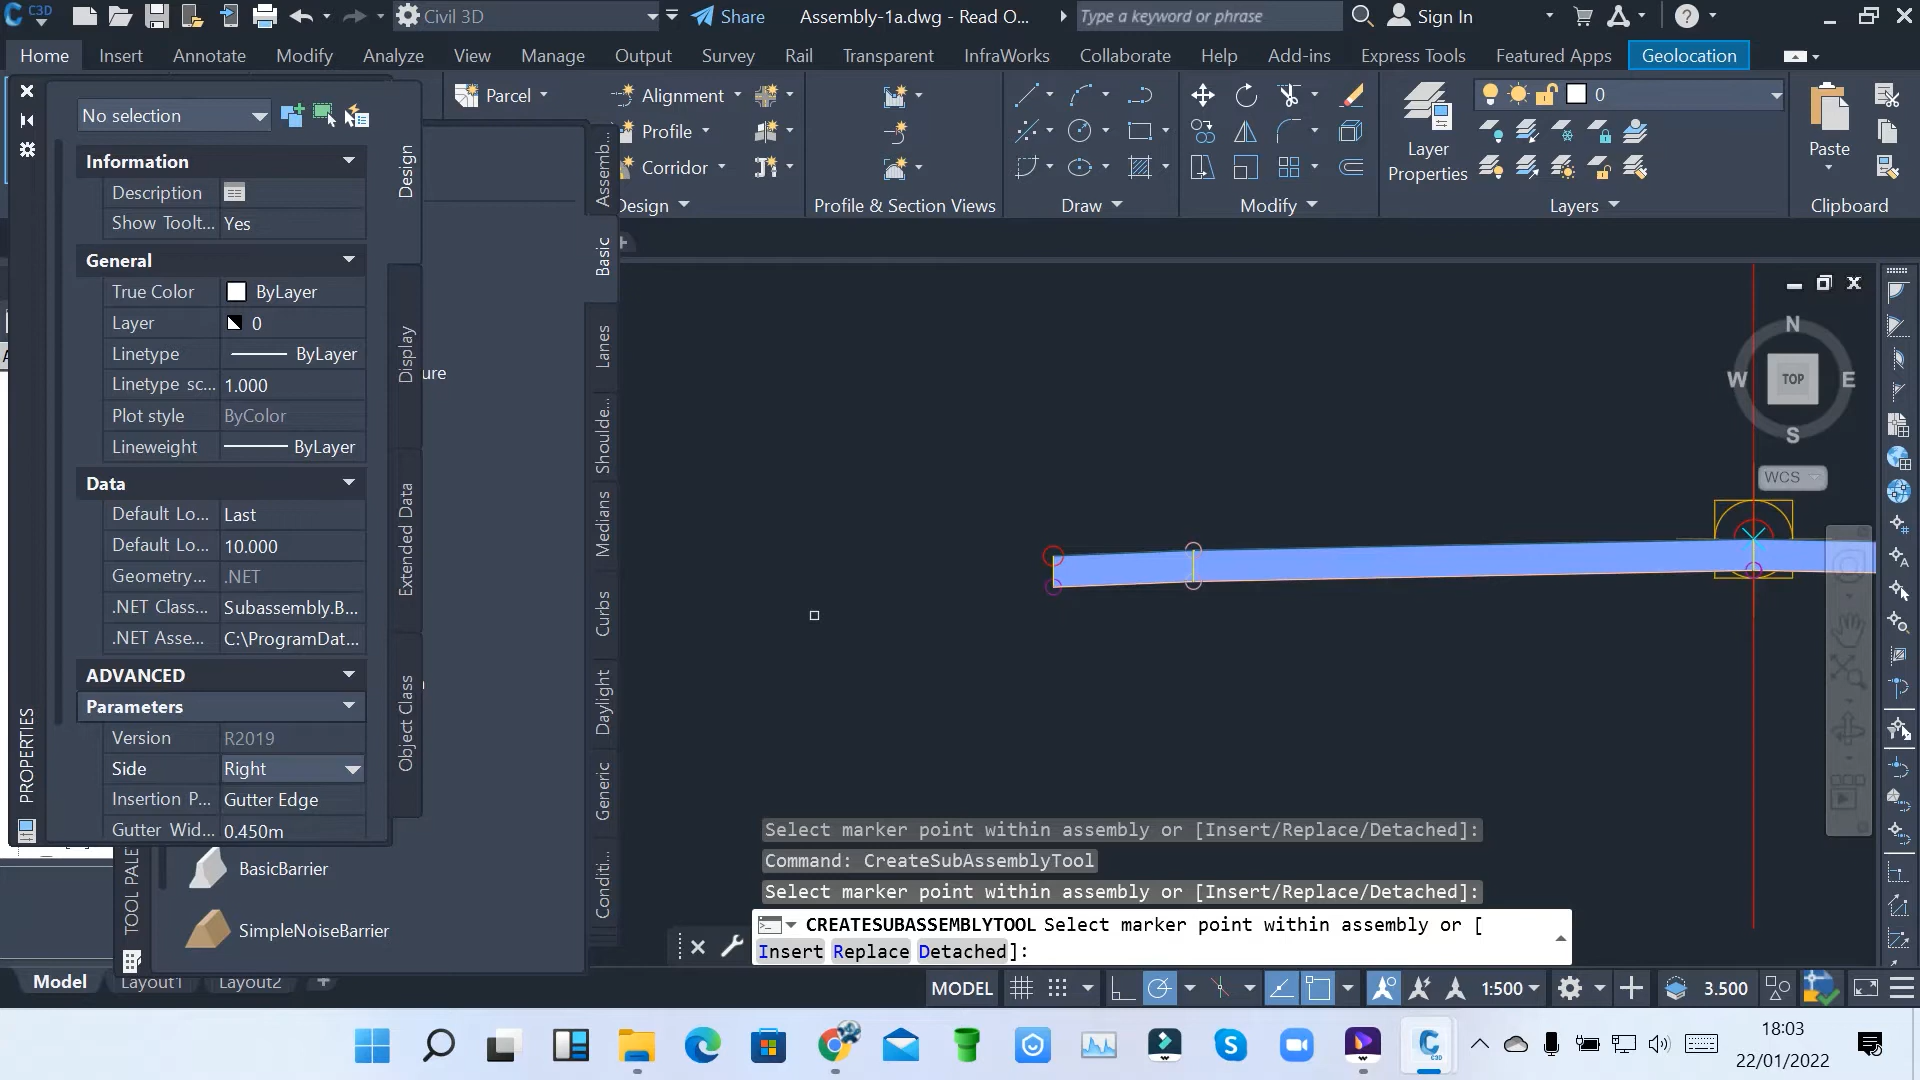 C3D
Civil 3D
Share
Assembly-1a.dwg - Read O...
Type a keyword or phrase
Sign In
Home
Insert
Annotate
Modify
Analyze
View
Manage
Output
Survey
Rail
Transparent
InfraWorks
Collaborate
Help
Add-ins
Express Tools
Featured Apps
Geolocation
Parcel
Alignment
Profile
Corridor
Design
Profile & Section Views
Draw
Modify
Layer
Properties
0
Layers
Paste
Clipboard
No selection
Information
Description
Show Toolt...
Yes
General
True Color
ByLayer
Layer
0
Linetype
ByLayer
Linetype sc...
1.000
Plot style
ByColor
Lineweight
ByLayer
Data
Default Lo...
Last
Default Lo...
10.000
Geometry...
.NET
.NET Class...
Subassembly.B...
.NET Asse...
C:\ProgramDat...
ADVANCED
Parameters
Version
R2019
Side
Right
Insertion P...
Gutter Edge
Gutter Wid...
0.450m
PROPERTIES
Design
Display
Extended Data
Object Class
ure
Assemb...
Basic
Lanes
Shoulde...
Medians
Curbs
Daylight
Generic
Conditi...
TOOL PALE
BasicBarrier
SimpleNoiseBarrier
N
W
TOP
E
S
WCS
Select marker point within assembly or [Insert/Replace/Detached]:
Command: CreateSubAssemblyTool
Select marker point within assembly or [Insert/Replace/Detached]:
CREATESUBASSEMBLYTOOL Select marker point within assembly or [
Insert Replace Detached]:
Model
Layout1
Layout2
MODEL
1:500
3.500
18:03
22/01/2022